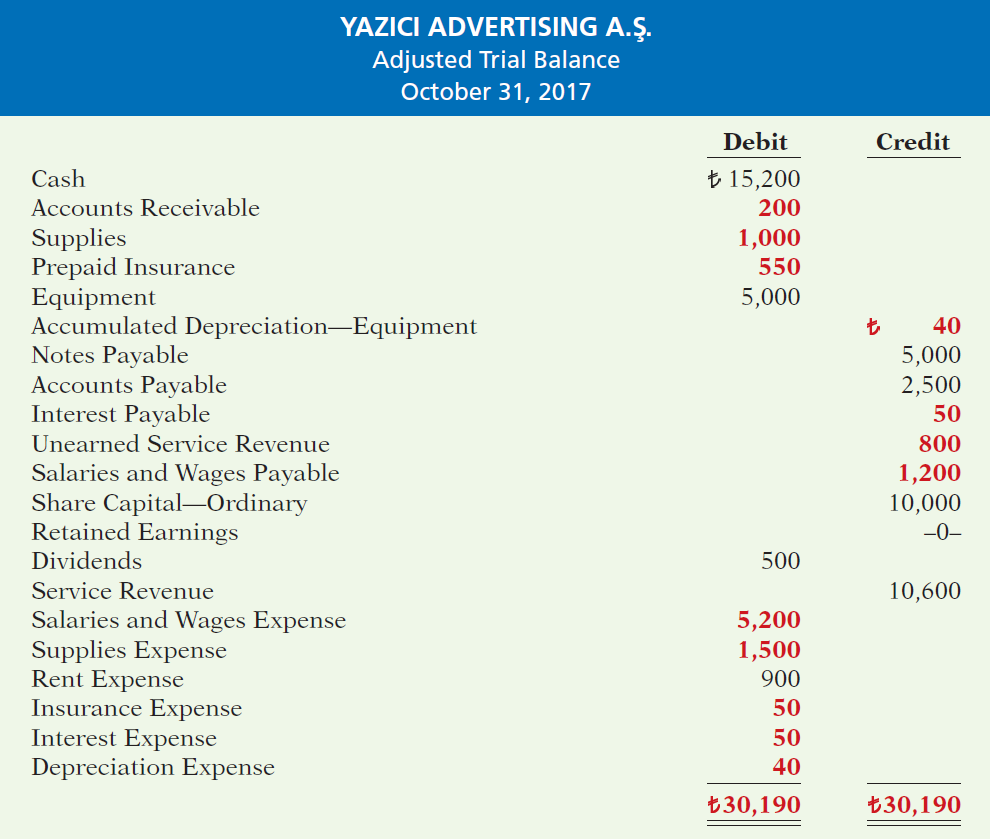 YAZICI ADVERTISING A.Ş.
Adjusted Trial Balance
October 31, 2017
Debit Credit
Cash ₺ 15,200
Accounts Receivable 200
Supplies 1,000
Prepaid Insurance 550
Equipment 5,000
Accumulated Depreciation—Equipment ₺ 40
Notes Payable 5,000
Accounts Payable 2,500
Interest Payable 50
Unearned Service Revenue 800
Salaries and Wages Payable 1,200
Share Capital—Ordinary 10,000
Retained Earnings –0–
Dividends 500
Service Revenue 10,600
Salaries and Wages Expense 5,200
Supplies Expense 1,500
Rent Expense 900
Insurance Expense 50
Interest Expense 50
Depreciation Expense 40
₺30,190 ₺30,190